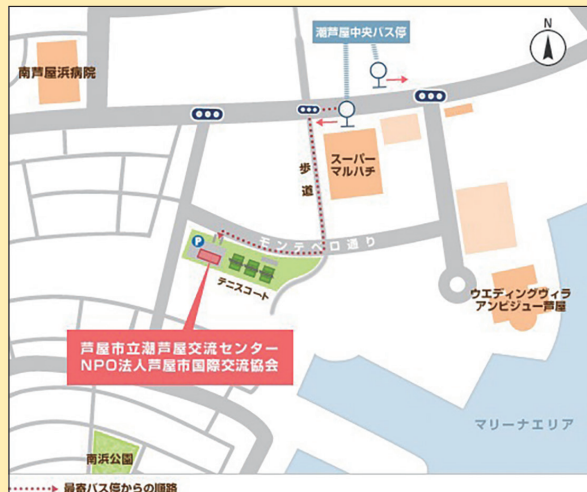 潮芦屋中央バス停
N
南芦屋浜病院
スーパー
マルハチ
歩道
モンテベロ通り
P
テニスコート
ウエディングヴィラ
アンビジュー芦屋
芦屋市立潮芦屋交流センター
NPO法人芦屋市国際交流協会
マリーナエリア
南浜公園
最寄バス停からの順路